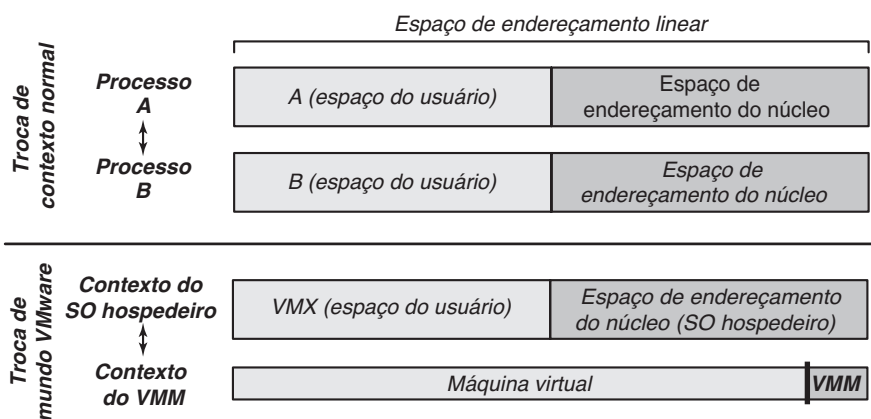 Espaço de endereçamento linear
Troca de
contexto normal
Processo
A
A (espaço do usuário)
Espaço de
endereçamento do núcleo
Processo
B
B (espaço do usuário)
Espaço de
endereçamento do núcleo
Troca de
mundo VMware
Contexto do
SO hospedeiro
VMX (espaço do usuário)
Espaço de endereçamento
do núcleo (SO hospedeiro)
Contexto
do VMM
Máquina virtual
VMM